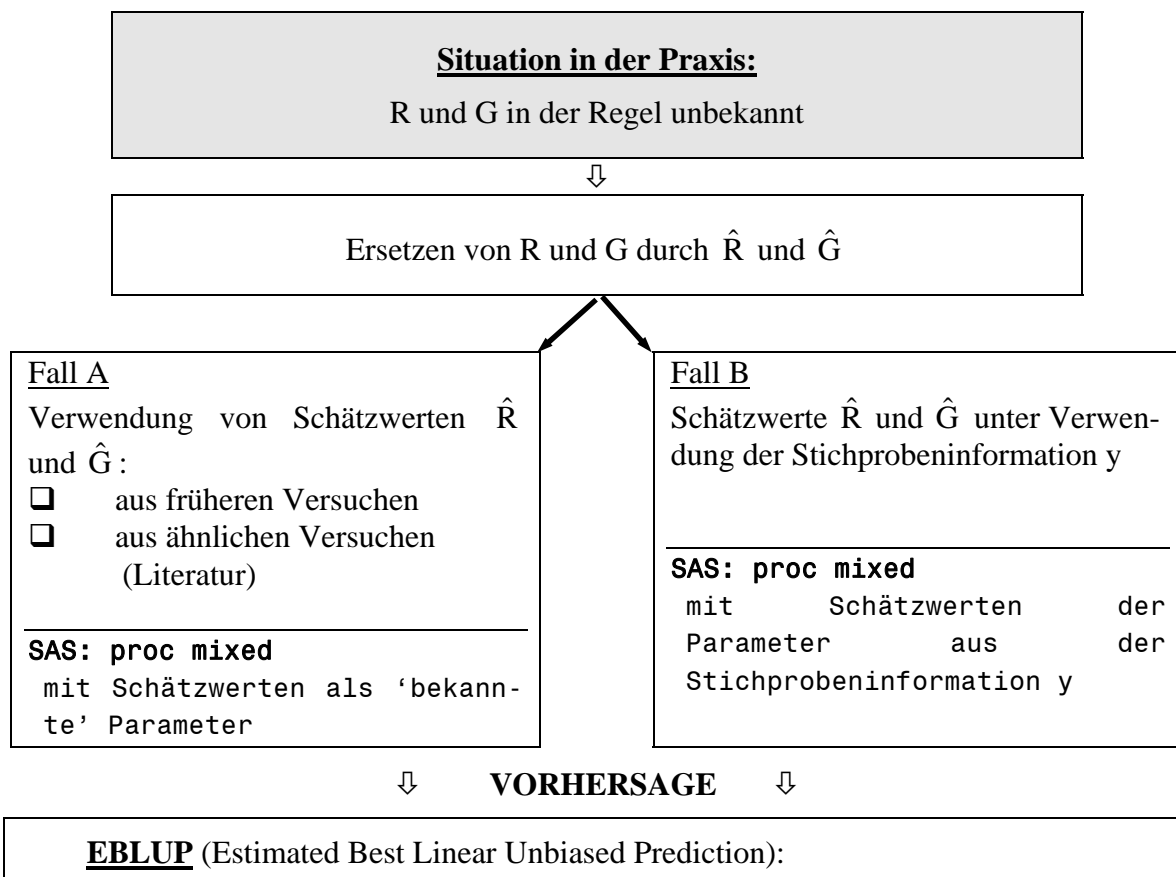 Situation in der Praxis:
R und G in der Regel unbekannt
⇩
Ersetzen von R und G durch R̂ und Ĝ
Fall A
Verwendung von Schätzwerten R̂
und Ĝ :
❑ aus früheren Versuchen
❑ aus ähnlichen Versuchen
(Literatur)
SAS: proc mixed
mit Schätzwerten als ‘bekann-
te’ Parameter
Fall B
Schätzwerte R̂ und Ĝ unter Verwen-
dung der Stichprobeninformation y
SAS: proc mixed
mit Schätzwerten der
Parameter aus der
Stichprobeninformation y
⇩ VORHERSAGE ⇩
EBLUP (Estimated Best Linear Unbiased Prediction):